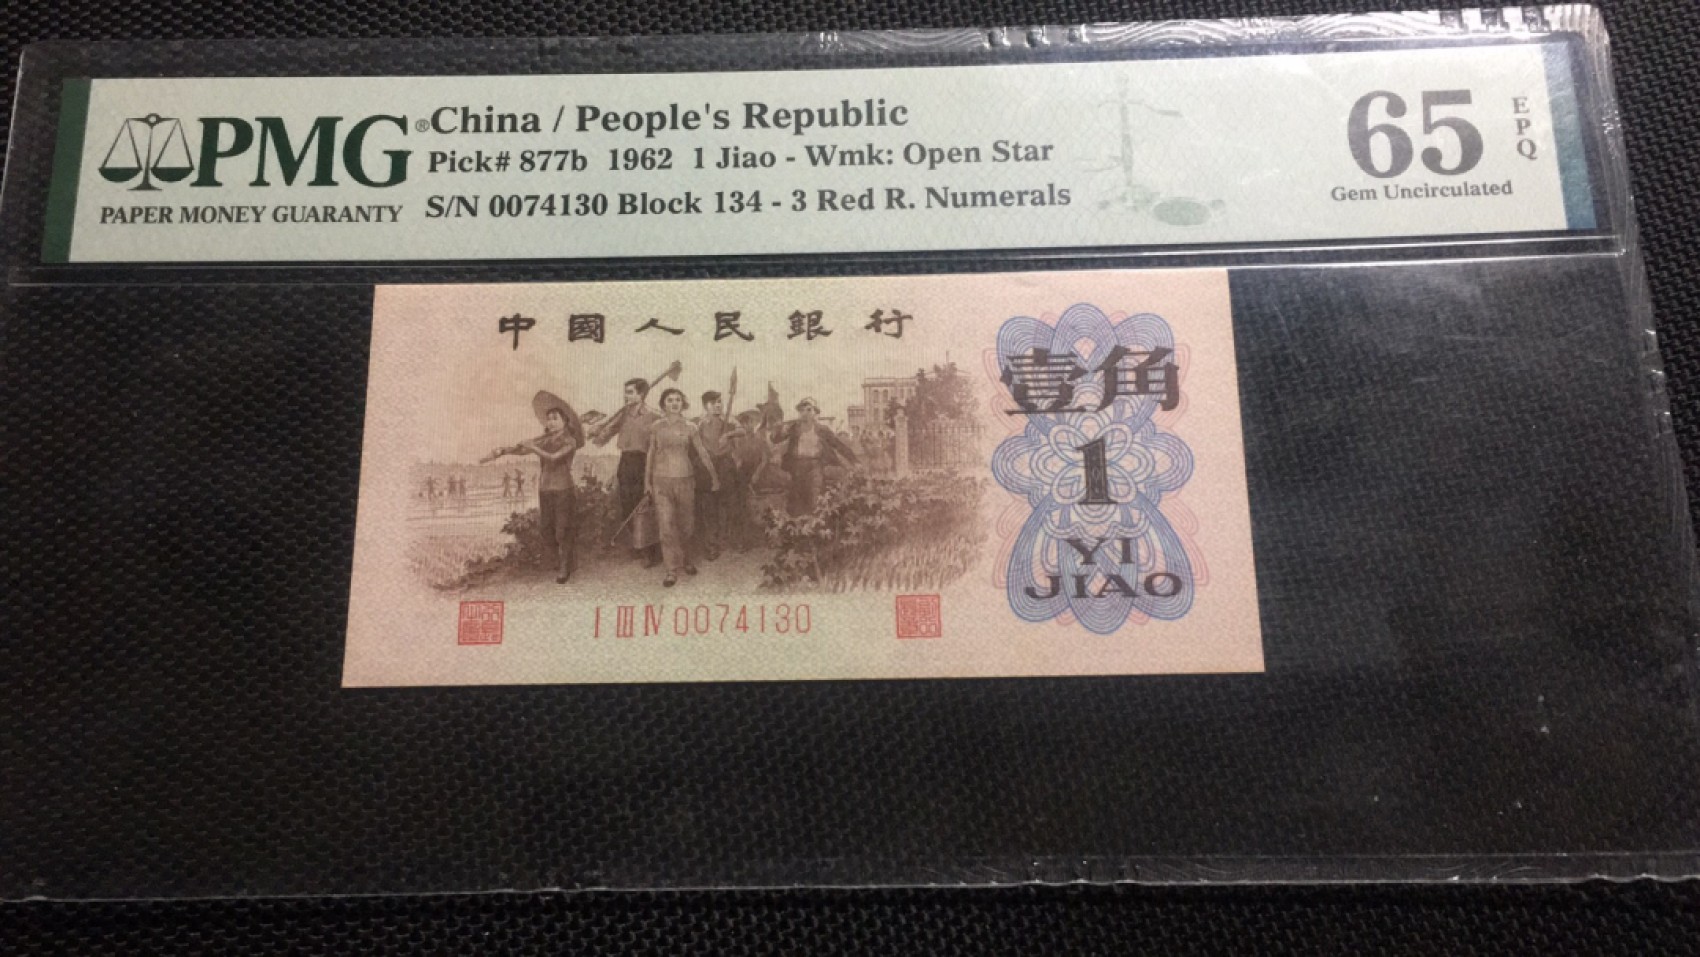 PMG®
PAPER MONEY GUARANTY
China / People's Republic
Pick# 877b 1962 1 Jiao - Wmk: Open Star
S/N 0074130 Block 134 - 3 Red R. Numerals
65
EPQ
Gem Uncirculated
中國人民銀行
壹角
1
YI
JIAO
I III IV 0074130